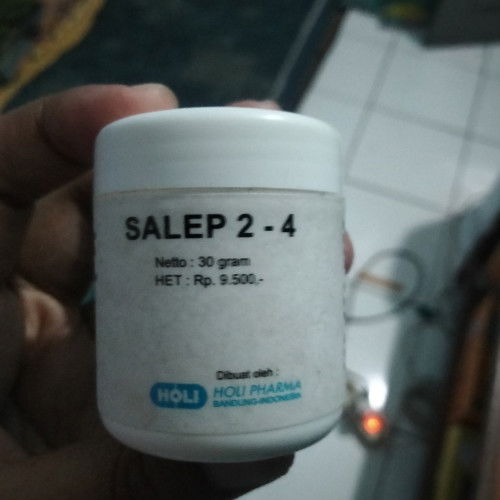 SALEP 2 - 4
Netto : 30 gram
HET : Rp. 9.500,-
Dibuat oleh :
HOLI HOLI PHARMA
BANDUNG-INDONESIA